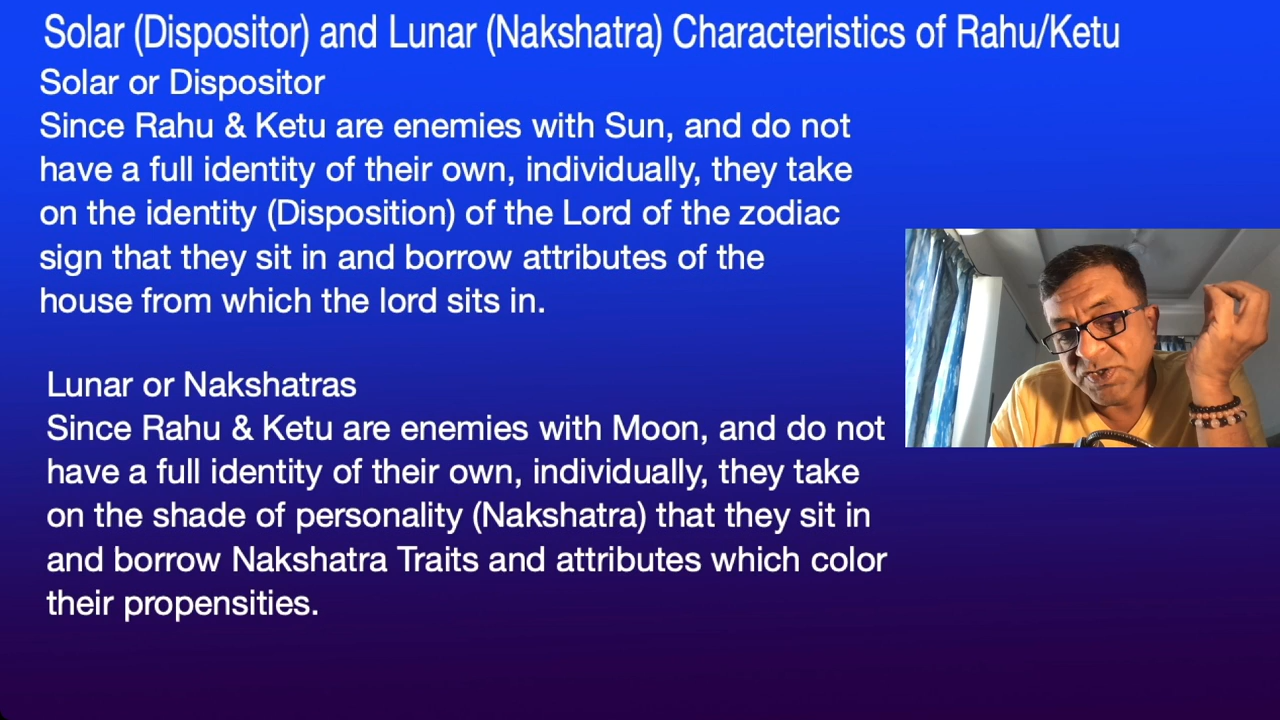 Solar (Dispositor) and Lunar (Nakshatra) Characteristics of Rahu/Ketu
Solar or Dispositor
Since Rahu & Ketu are enemies with Sun, and do not
have a full identity of their own, individually, they take
on the identity (Disposition) of the Lord of the zodiac
sign that they sit in and borrow attributes of the
house from which the lord sits in.
Lunar or Nakshatras
Since Rahu & Ketu are enemies with Moon, and do not
have a full identity of their own, individually, they take
on the shade of personality (Nakshatra) that they sit in
and borrow Nakshatra Traits and attributes which color
their propensities.